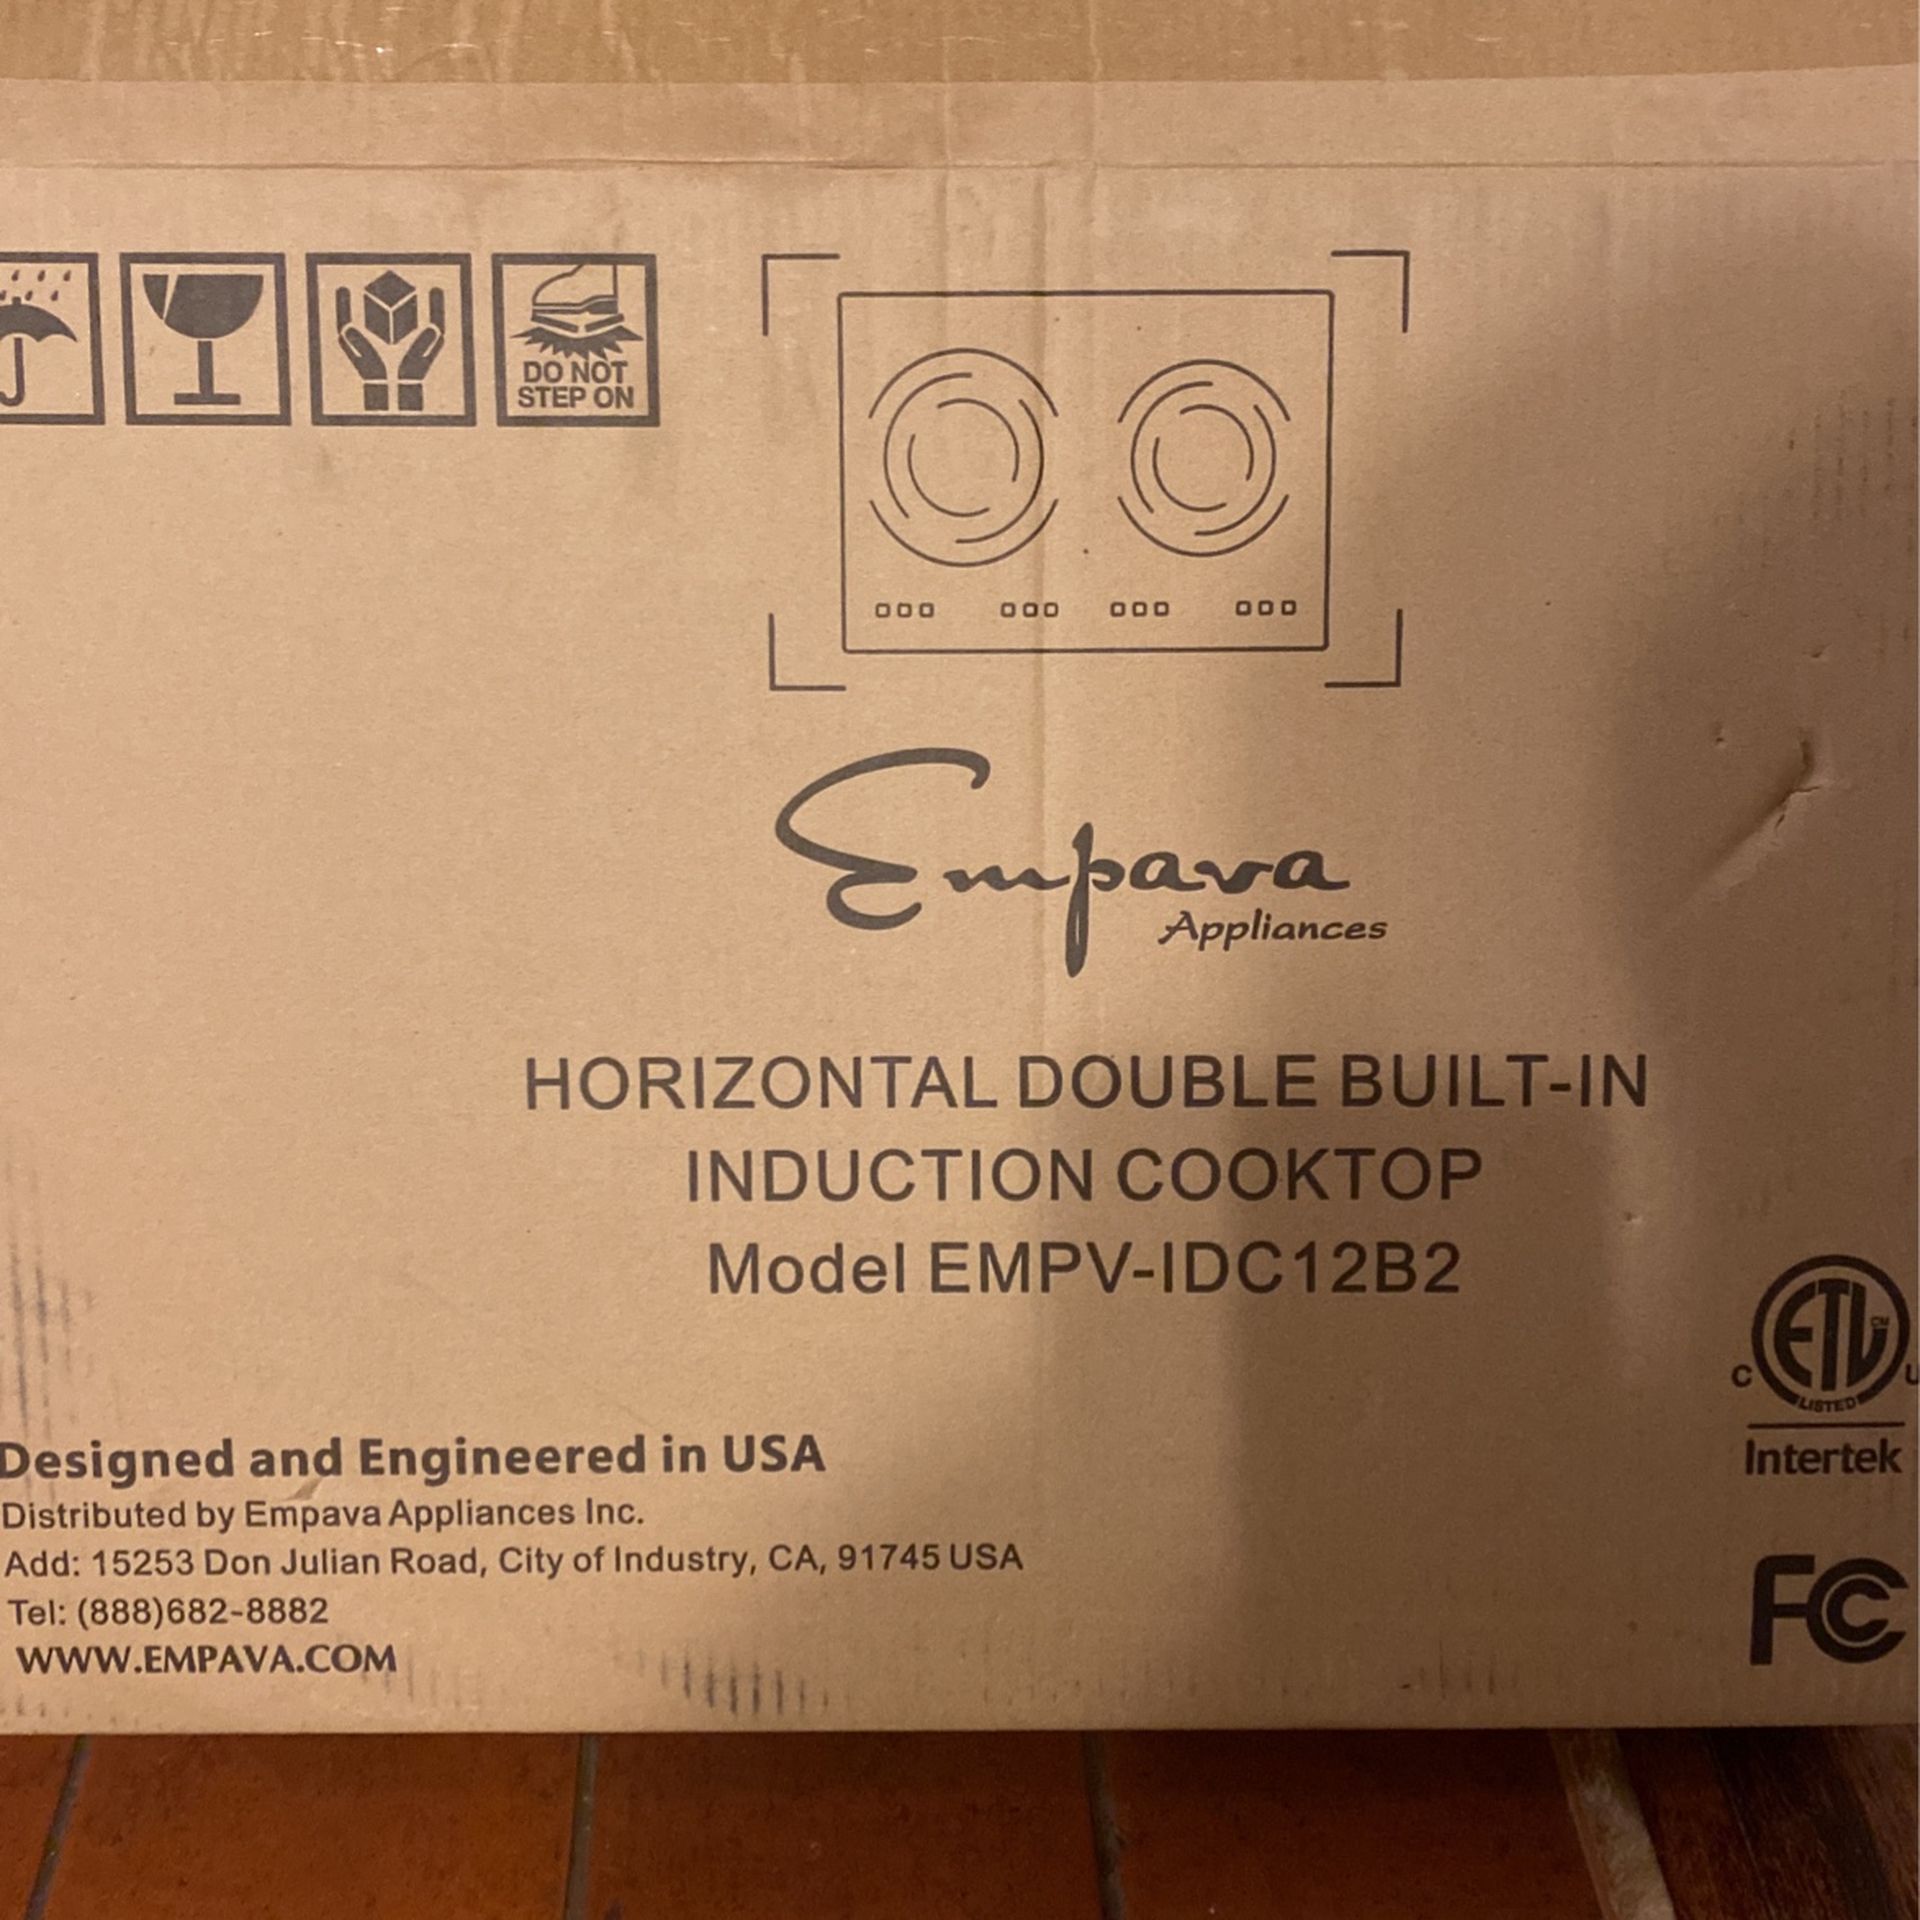 DO NOT
STEP ON
Empava
Appliances
HORIZONTAL DOUBLE BUILT-IN
INDUCTION COOKTOP
Model EMPV-IDC12B2
Designed and Engineered in USA
Distributed by Empava Appliances Inc.
Add: 15253 Don Julian Road, City of Industry, CA, 91745 USA
Tel: (888)682-8882
WWW.EMPAVA.COM
ETL CM
C
LISTED
Intertek
FC